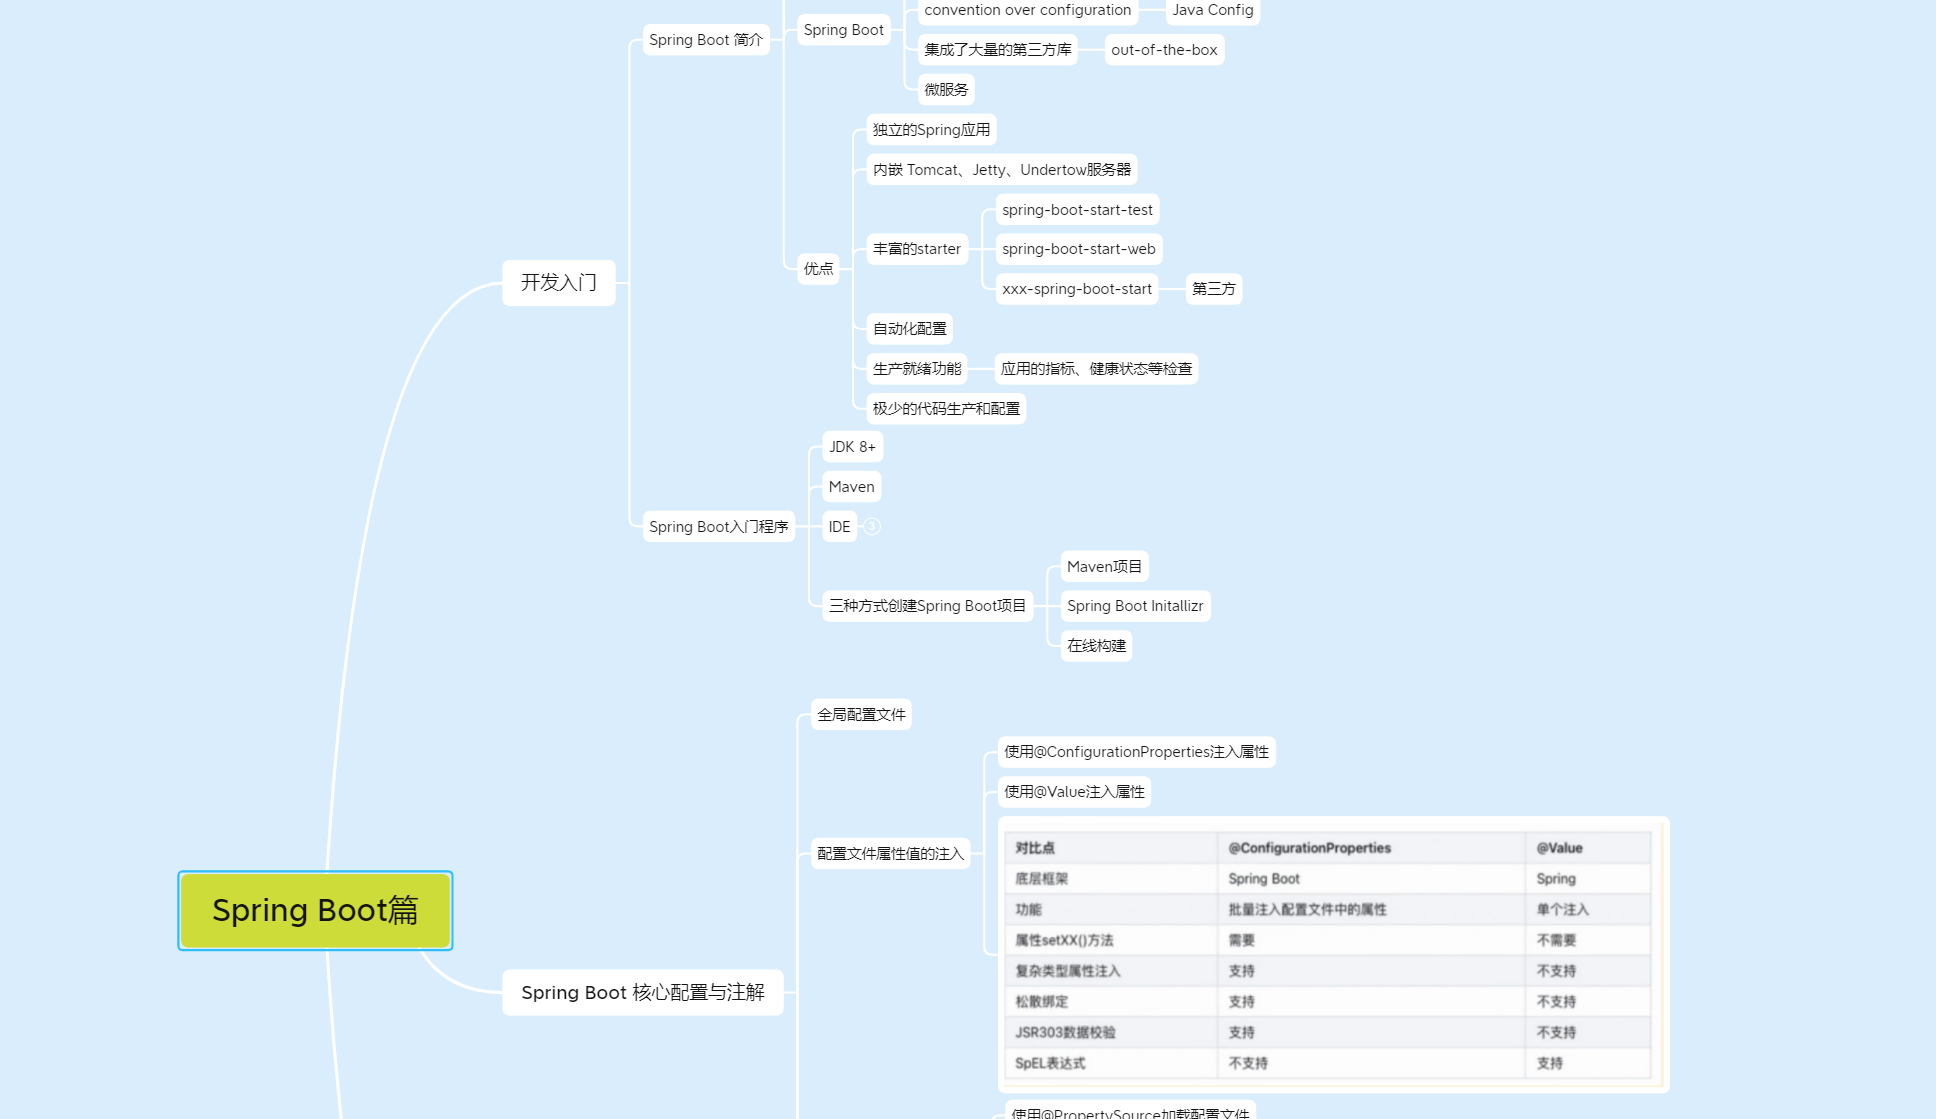 convention over configuration
Java Config
Spring Boot 简介
Spring Boot
集成了大量的第三方库
out-of-the-box
微服务
独立的Spring应用
内嵌 Tomcat、Jetty、Undertow服务器
spring-boot-start-test
丰富的starter
spring-boot-start-web
优点
开发入门
xxx-spring-boot-start
第三方
自动化配置
生产就绪功能
应用的指标、健康状态等检查
极少的代码生产和配置
JDK 8+
Maven
Spring Boot入门程序
IDE
3
Maven项目
三种方式创建Spring Boot项目
Spring Boot Initallizr
在线构建
全局配置文件
使用@ConfigurationProperties注入属性
使用@Value注入属性
配置文件属性值的注入
对比点 @ConfigurationProperties @Value
底层框架 Spring Boot Spring
功能 批量注入配置文件中的属性 单个注入
属性setXX()方法 需要 不需要
复杂类型属性注入 支持 不支持
松散绑定 支持 不支持
JSR303数据校验 支持 不支持
SpEL表达式 不支持 支持
Spring Boot篇
Spring Boot 核心配置与注解
使用@PropertySource加载配置文件